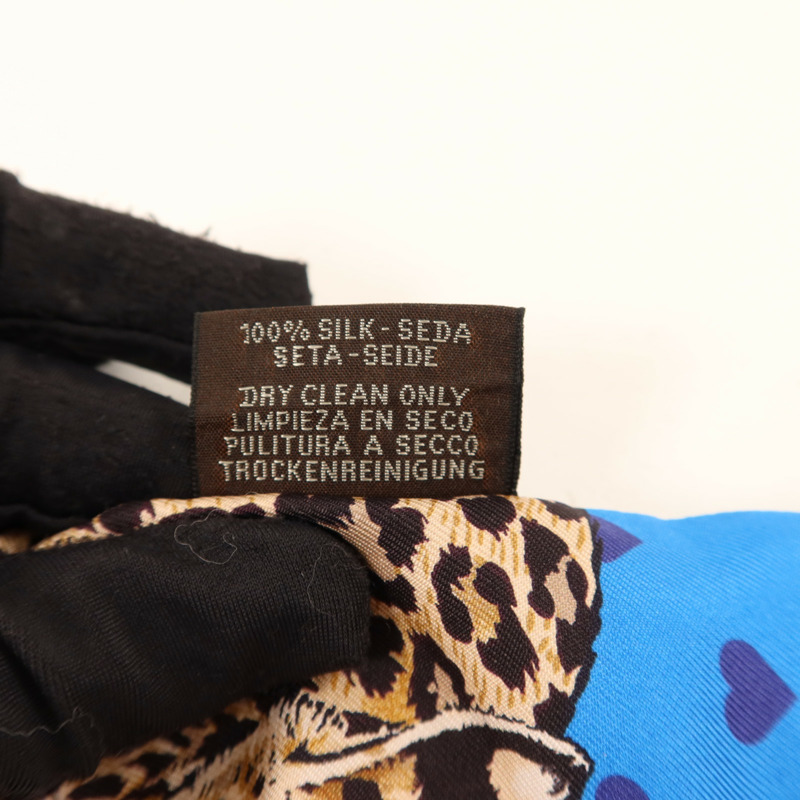 100% SILK - SEDA
SETA - SEIDE
DRY CLEAN ONLY
LIMPIEZA EN SECO
PULITURA A SECCO
TROCKENREINIGUNG